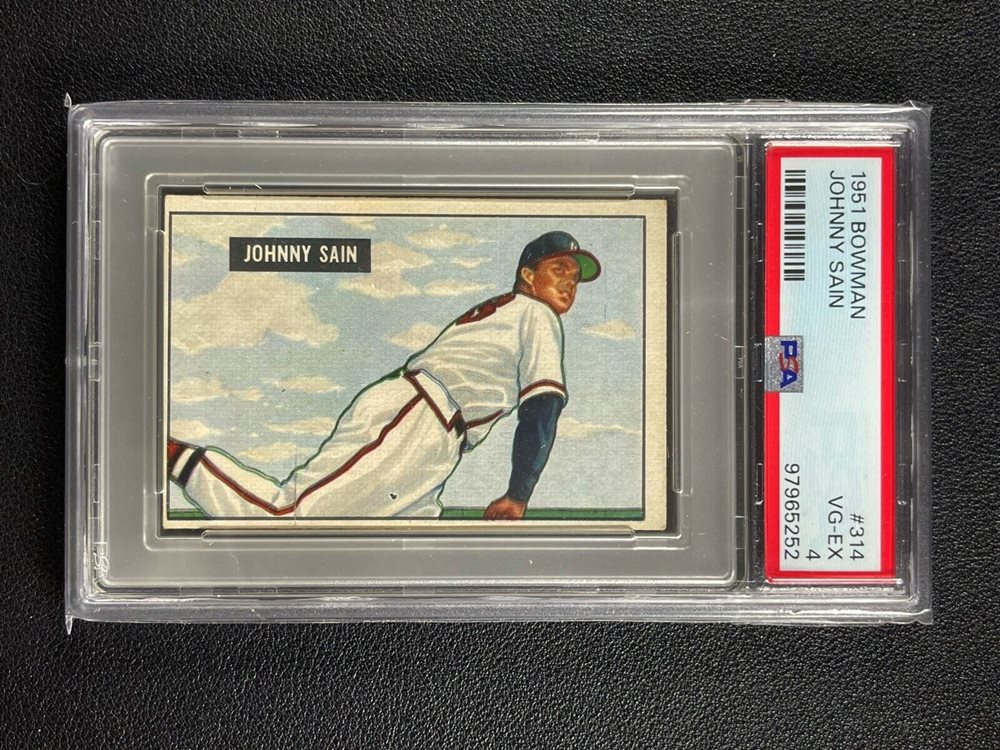 JOHNNY SAIN
1951 BOWMAN
JOHNNY SAIN
#314
VG-EX
4
PSA
97965252